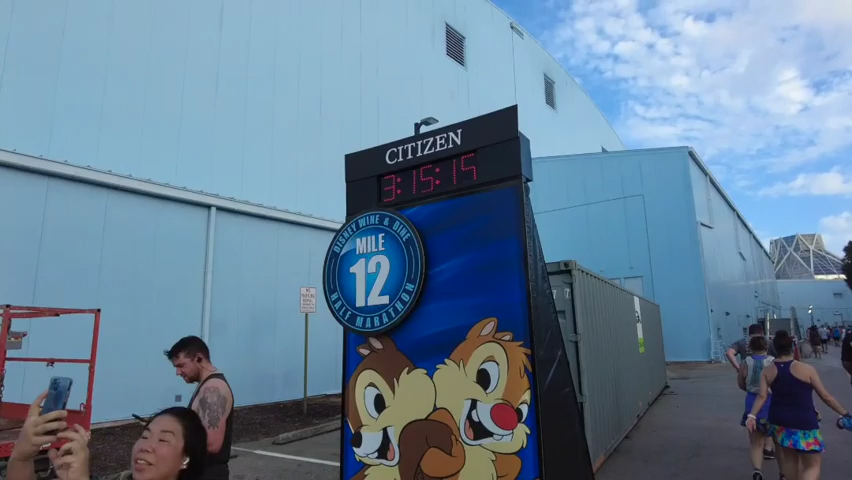 CITIZEN
3:15:15
DISNEY WINE & DINE
MILE
12
HALF MARATHON